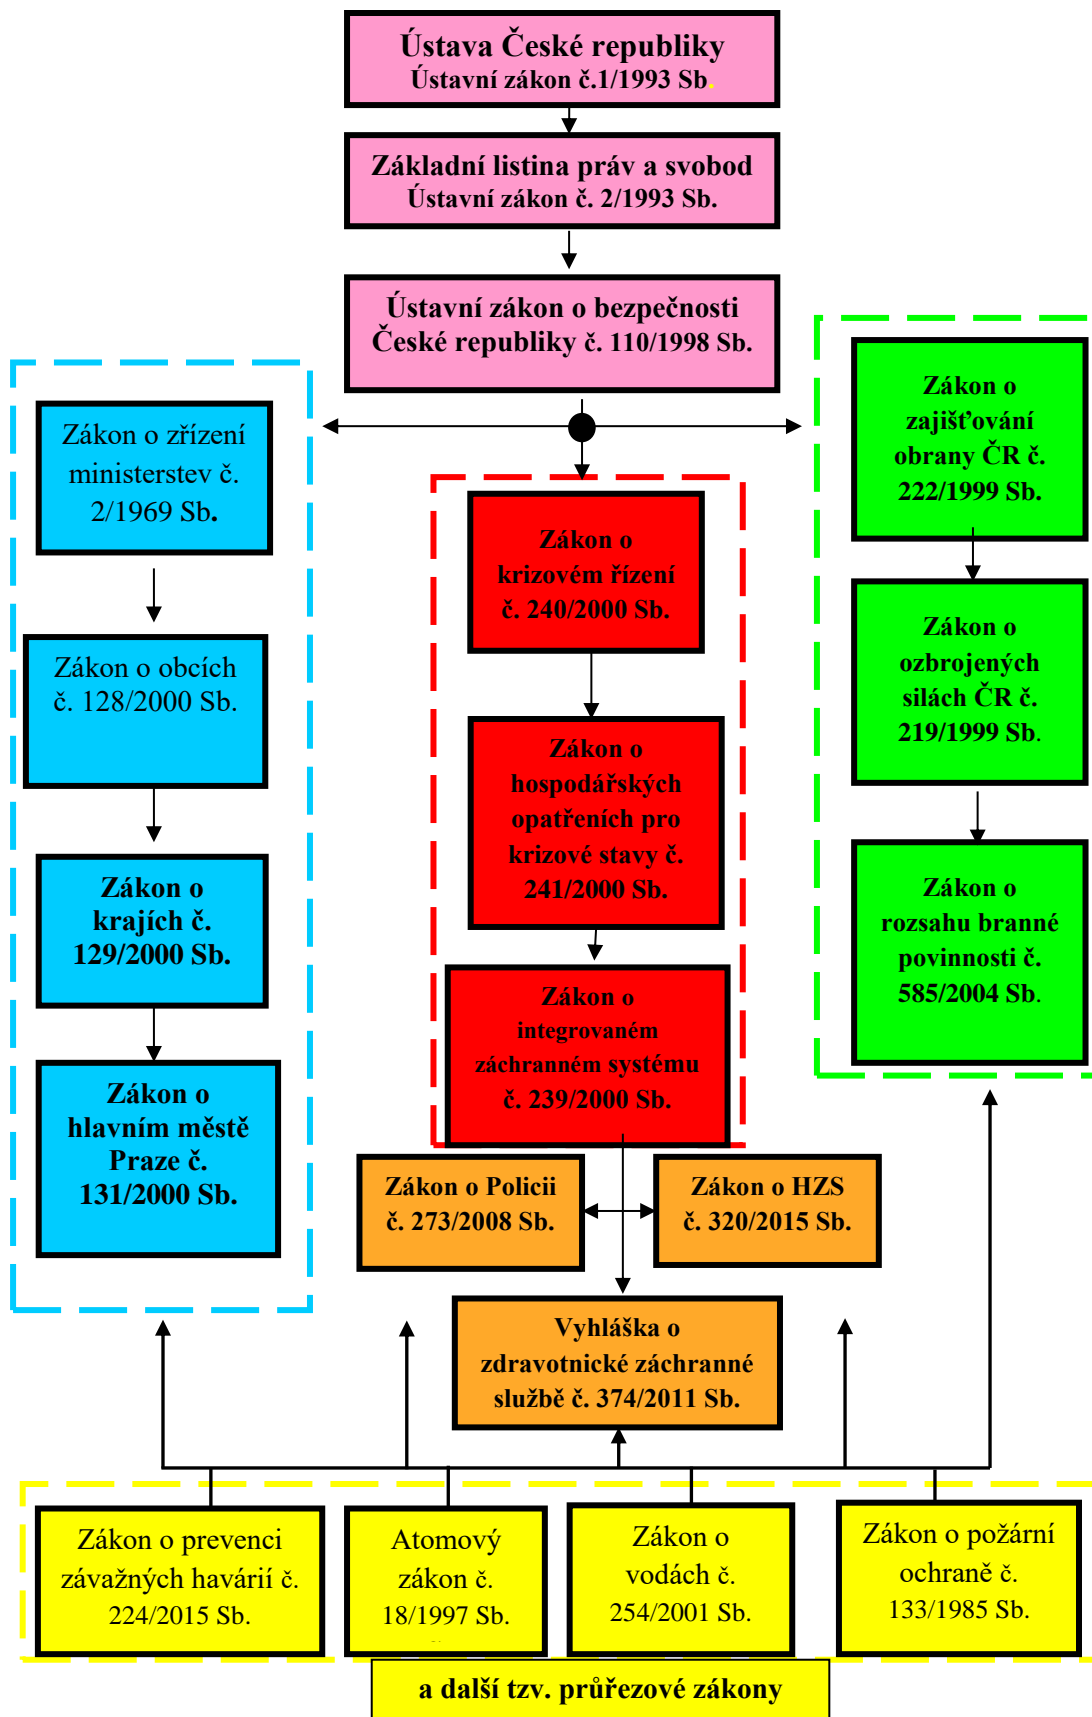 Ústava České republiky
Ústavní zákon č.1/1993 Sb.
Základní listina práv a svobod
Ústavní zákon č. 2/1993 Sb.
Ústavní zákon o bezpečnosti
České republiky č. 110/1998 Sb.
Zákon o zřízení
ministerstev č.
2/1969 Sb.
Zákon o obcích
č. 128/2000 Sb.
Zákon o
krajích č.
129/2000 Sb.
Zákon o
hlavním městě
Praze č.
131/2000 Sb.
Zákon o
krizovém řízení
č. 240/2000 Sb.
Zákon o
hospodářských
opatřeních pro
krizové stavy č.
241/2000 Sb.
Zákon o
integrovaném
záchranném systému
č. 239/2000 Sb.
Zákon o
zajišťování
obrany ČR č.
222/1999 Sb.
Zákon o
ozbrojených
silách ČR č.
219/1999 Sb.
Zákon o
rozsahu branné
povinnosti č.
585/2004 Sb.
Zákon o Policii
č. 273/2008 Sb.
Zákon o HZS
č. 320/2015 Sb.
Vyhláška o
zdravotnické záchranné
službě č. 374/2011 Sb.
Zákon o prevenci
závažných havárií č.
224/2015 Sb.
Atomový
zákon č.
18/1997 Sb.
Zákon o
vodách č.
254/2001 Sb.
Zákon o požární
ochraně č.
133/1985 Sb.
a další tzv. průřezové zákony